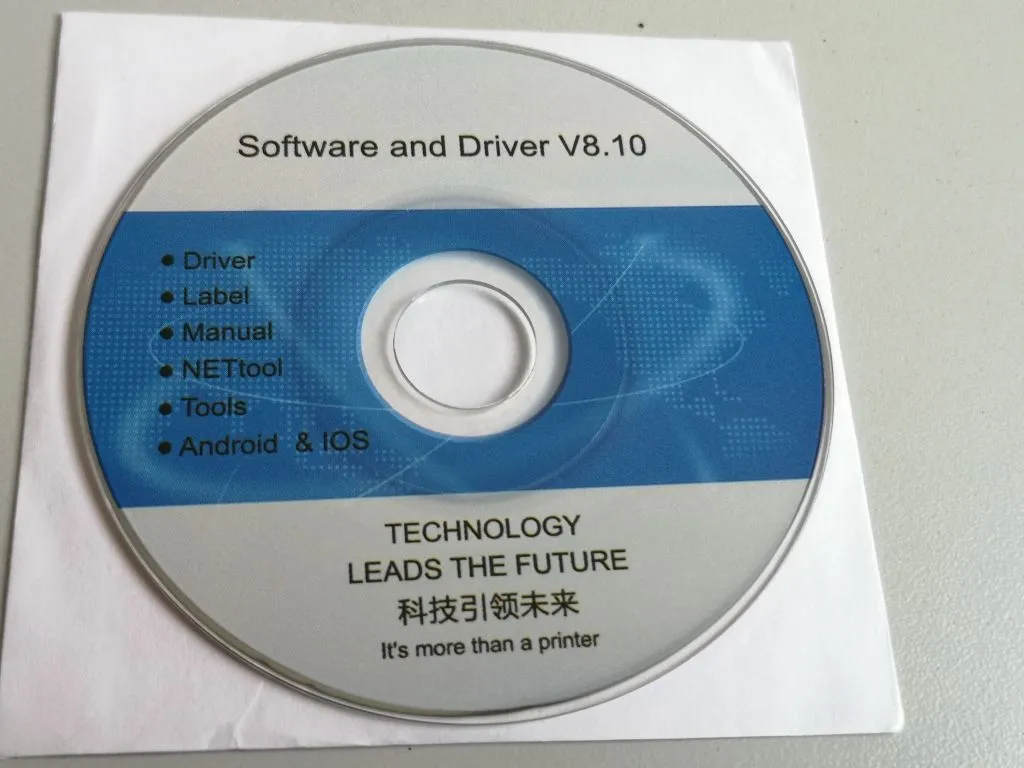 Software and Driver V8.10
• Driver
• Label
• Manual
• NETtool
• Tools
• Android & IOS
TECHNOLOGY
LEADS THE FUTURE
科技引领未来
It's more than a printer